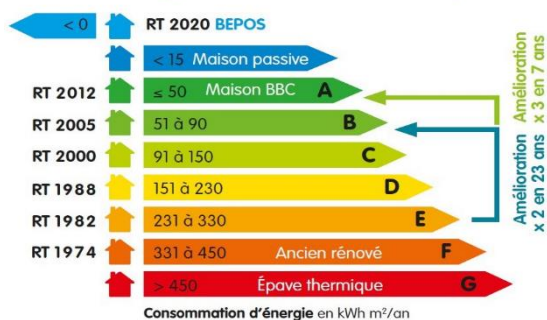 < 0 RT 2020 BEPOS
< 15 Maison passive
RT 2012 ≤ 50 Maison BBC A
RT 2005 51 à 90 B
RT 2000 91 à 150 C
RT 1988 151 à 230 D
RT 1982 231 à 330 E
RT 1974 331 à 450 Ancien rénové F
> 450 Épave thermique G
Consommation d'énergie en kWh m²/an
Amélioration
x 3 en 7 ans
Amélioration
x 2 en 23 ans